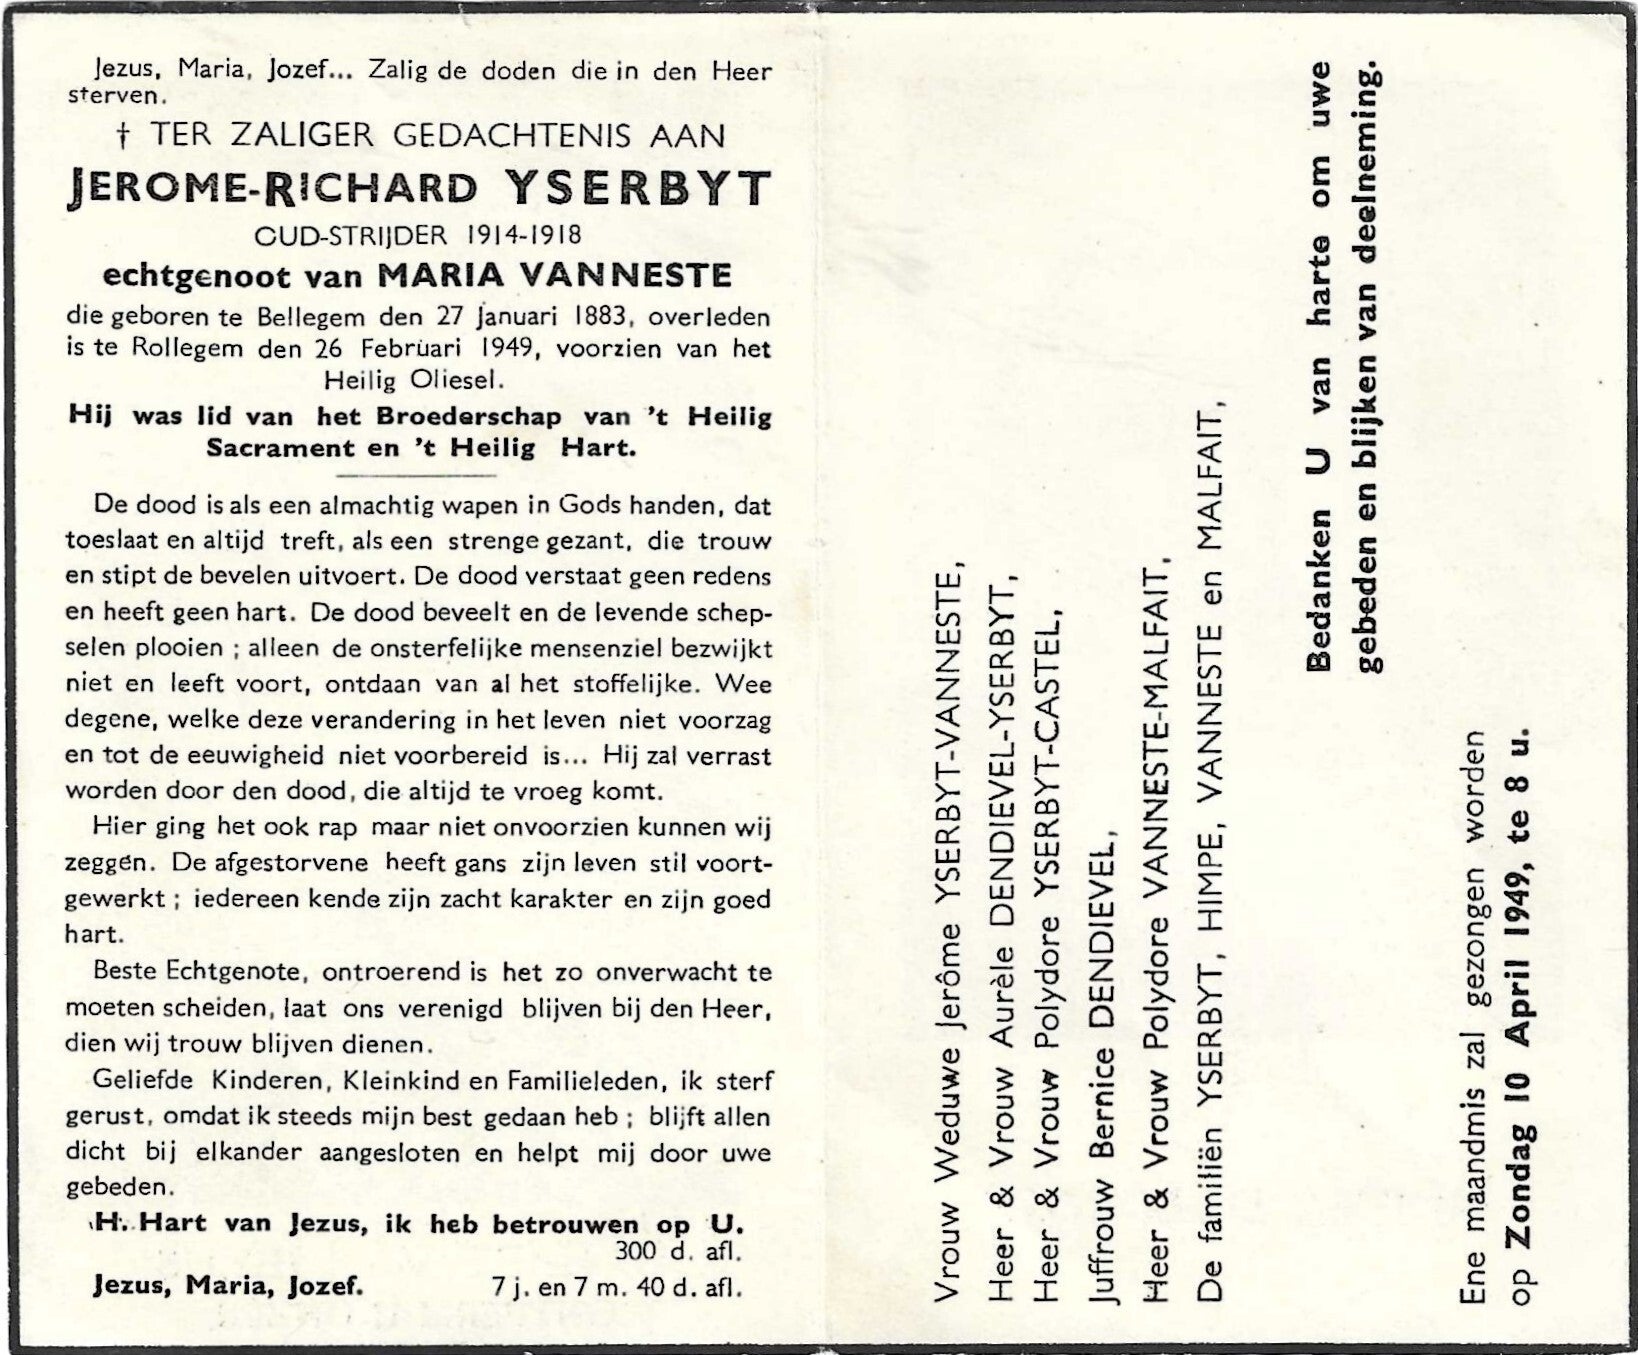 Jezus, Maria, Jozef... Zalig de doden die in den Heer
sterven.
† TER ZALIGER GEDACHTENIS AAN
JEROME-RICHARD YSERBYT
OUD-STRIJDER 1914-1918
echtgenoot van MARIA VANNESTE
die geboren te Bellegem den 27 januari 1883, overleden
is te Rollegem den 26 Februari 1949, voorzien van het
Heilig Oliesel.
Hij was lid van het Broederschap van 't Heilig
Sacrament en 't Heilig Hart.
De dood is als een almachtig wapen in Gods handen, dat
toeslaat en altijd treft, als een strenge gezant, die trouw
en stipt de bevelen uitvoert. De dood verstaat geen redens
en heeft geen hart. De dood beveelt en de levende schep-
selen plooien ; alleen de onsterfelijke mensenziel bezwijkt
niet en leeft voort, ontdaan van al het stoffelijke. Wee
degene, welke deze verandering in het leven niet voorzag
en tot de eeuwigheid niet voorbereid is... Hij zal verrast
worden door den dood, die altijd te vroeg komt.
Hier ging het ook rap maar niet onvoorzien kunnen wij
zeggen. De afgestorvene heeft gans zijn leven stil voort-
gewerkt ; iedereen kende zijn zacht karakter en zijn goed
hart.
Beste Echtgenote, ontroerend is het zo onverwacht te
moeten scheiden, laat ons verenigd blijven bij den Heer,
dien wij trouw blijven dienen.
Geliefde Kinderen, Kleinkind en Familieleden, ik sterf
gerust, omdat ik steeds mijn best gedaan heb ; blijft allen
dicht bij elkander aangesloten en helpt mij door uwe
gebeden.
H. Hart van Jezus, ik heb betrouwen op U.
300 d. afl.
Jezus, Maria, Jozef. 7 j. en 7 m. 40 d. afl.
Vrouw Weduwe Jerôme YSERBYT-VANNESTE,
Heer & Vrouw Aurèle DENDIEVEL-YSERBYT,
Heer & Vrouw Polydore YSERBYT-CASTEL,
Juffrouw Bernice DENDIEVEL,
Heer & Vrouw Polydore VANNESTE-MALFAIT,
De familiën YSERBYT, HIMPE, VANNESTE en MALFAIT,
Bedanken U van harte om uwe
gebeden en blijken van deelneming.
Ene maandmis zal gezongen worden
op Zondag 10 April 1949, te 8 u.